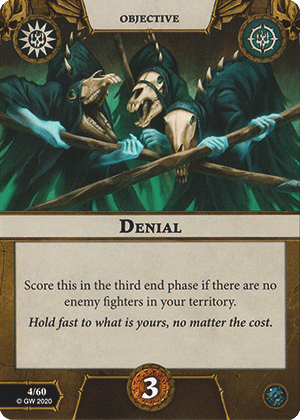 OBJECTIVE
DENIAL
Score this in the third end phase if there are no
enemy fighters in your territory.
Hold fast to what is yours, no matter the cost.
4/60
© GW 2020
3